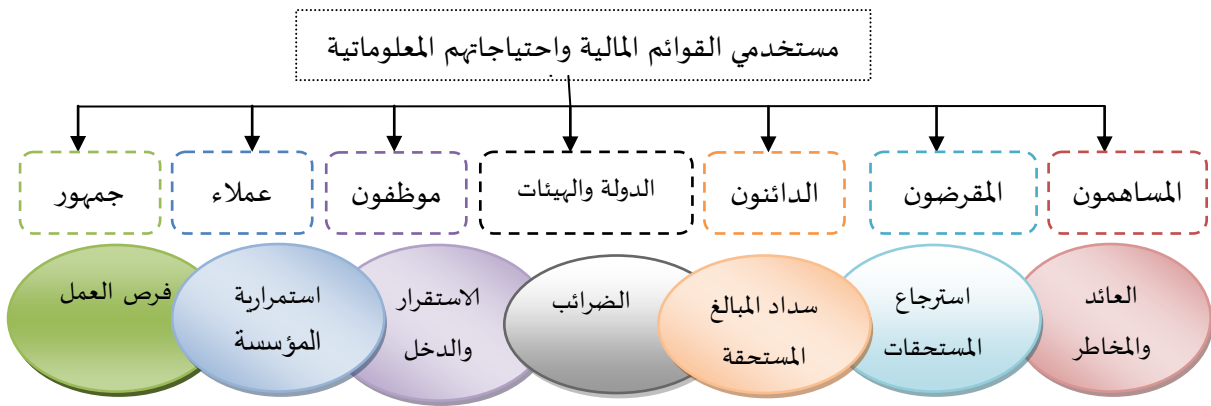 مستخدمي القوائم المالية واحتياجاتهم المعلوماتية
المساهمون
المقرضون
الدائنون
الدولة والهيئات
موظفون
عملاء
جمهور
العائد
والمخاطر
استرجاع
المستحقات
سداد المبالغ
المستحقة
الضرائب
الاستقرار
والدخل
استمرارية
المؤسسة
فرص العمل